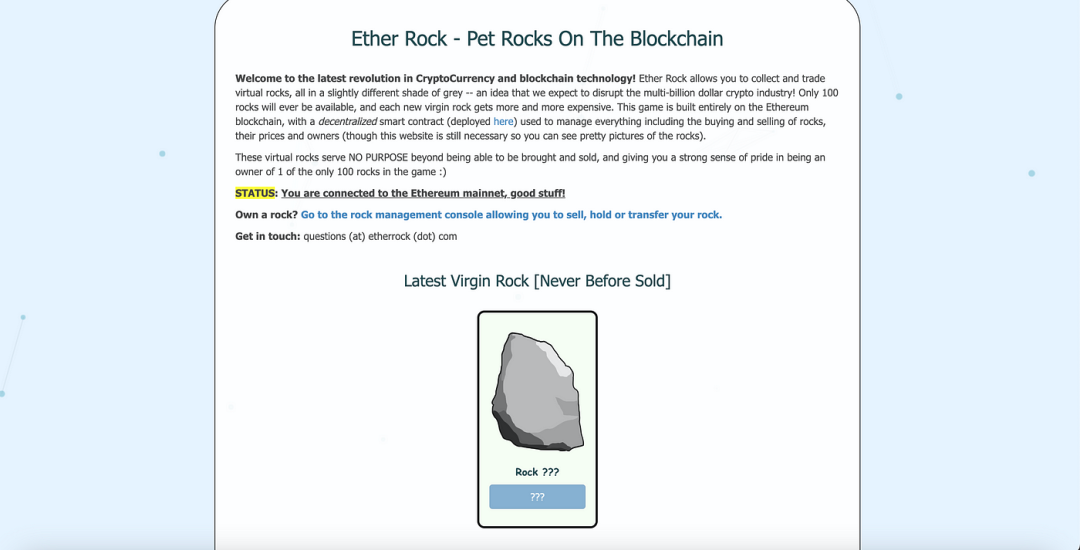 Ether Rock - Pet Rocks On The Blockchain
Welcome to the latest revolution in CryptoCurrency and blockchain technology! Ether Rock allows you to collect and trade
virtual rocks, all in a slightly different shade of grey -- an idea that we expect to disrupt the multi-billion dollar crypto industry! Only 100
rocks will ever be available, and each new virgin rock gets more and more expensive. This game is built entirely on the Ethereum
blockchain, with a decentralized smart contract (deployed here) used to manage everything including the buying and selling of rocks,
their prices and owners (though this website is still necessary so you can see pretty pictures of the rocks).
These virtual rocks serve NO PURPOSE beyond being able to be brought and sold, and giving you a strong sense of pride in being an
owner of 1 of the only 100 rocks in the game :)
STATUS: You are connected to the Ethereum mainnet, good stuff!
Own a rock? Go to the rock management console allowing you to sell, hold or transfer your rock.
Get in touch: questions (at) etherrock (dot) com
Latest Virgin Rock [Never Before Sold]
Rock ???
???